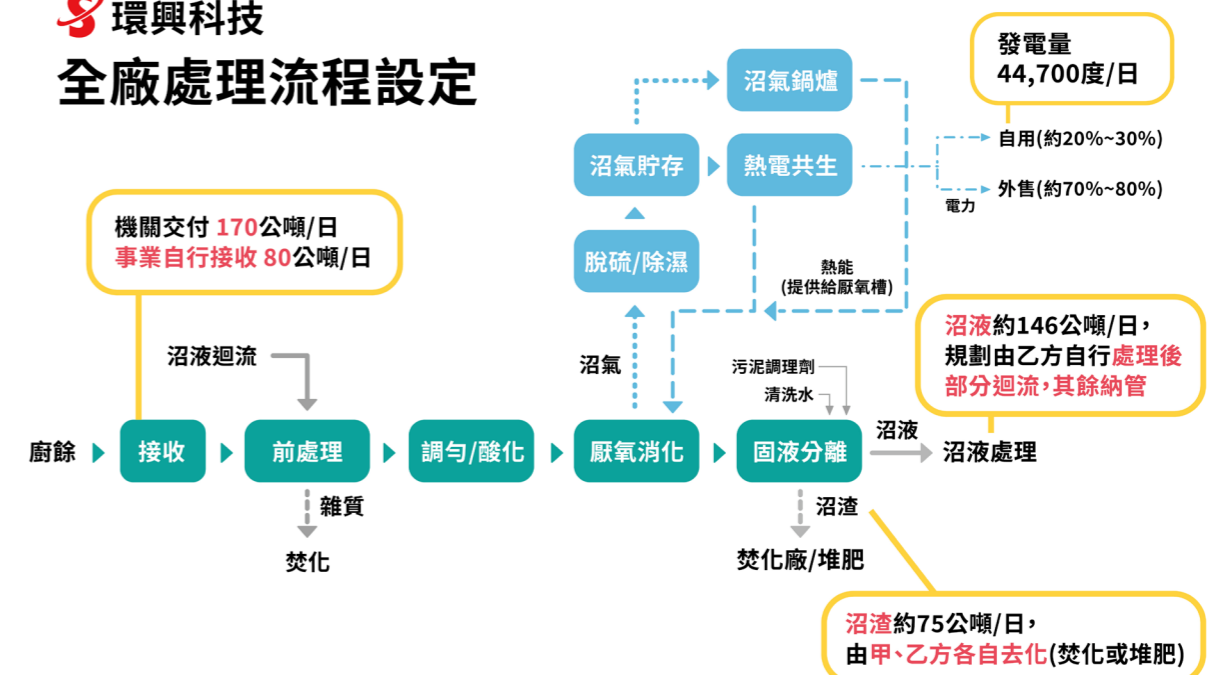 環興科技
全廠處理流程設定
發電量
44,700度/日
沼氣鍋爐
自用(約20%~30%)
沼氣貯存
熱電共生
外售(約70%~80%)
電力
機關交付 170公噸/日
事業自行接收 80公噸/日
脫硫/除濕
熱能
(提供給厭氧槽)
沼液約146公噸/日，
規劃由乙方自行處理後
部分迴流，其餘納管
沼液迴流
沼氣
污泥調理劑
清洗水
廚餘
接收
前處理
調勻/酸化
厭氧消化
固液分離
沼液
沼液處理
雜質
沼渣
焚化
焚化廠/堆肥
沼渣約75公噸/日，
由甲、乙方各自去化(焚化或堆肥)